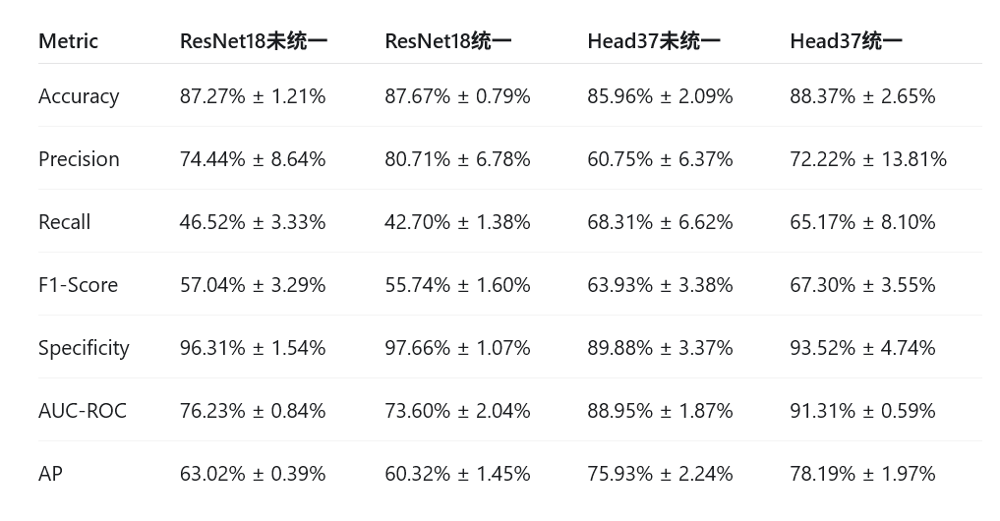 Metric ResNet18未统一 ResNet18统一 Head37未统一 Head37统一
Accuracy 87.27% ± 1.21% 87.67% ± 0.79% 85.96% ± 2.09% 88.37% ± 2.65%
Precision 74.44% ± 8.64% 80.71% ± 6.78% 60.75% ± 6.37% 72.22% ± 13.81%
Recall 46.52% ± 3.33% 42.70% ± 1.38% 68.31% ± 6.62% 65.17% ± 8.10%
F1-Score 57.04% ± 3.29% 55.74% ± 1.60% 63.93% ± 3.38% 67.30% ± 3.55%
Specificity 96.31% ± 1.54% 97.66% ± 1.07% 89.88% ± 3.37% 93.52% ± 4.74%
AUC-ROC 76.23% ± 0.84% 73.60% ± 2.04% 88.95% ± 1.87% 91.31% ± 0.59%
AP 63.02% ± 0.39% 60.32% ± 1.45% 75.93% ± 2.24% 78.19% ± 1.97%